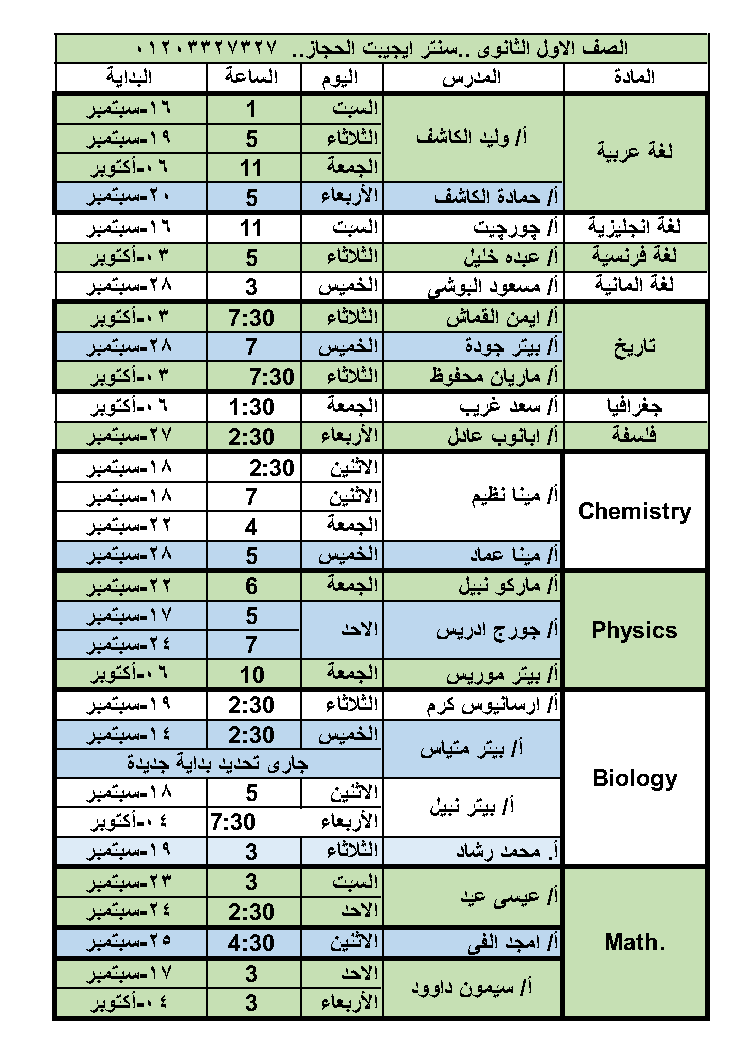 الصف الاول الثانوى ..سنتر ايجيبت الحجاز.. ٠١٢٠٣٣٢٧٣٢٧
المادة المدرس اليوم الساعة البداية
لغة عربية أ/ وليد الكاشف السبت 1 ١٦-سبتمبر
الثلاثاء 5 ١٩-سبتمبر
الجمعة 11 ٠٦-أكتوبر
أ/ حمادة الكاشف الأربعاء 5 ٢٠-سبتمبر
لغة انجليزية أ/ چورچيت السبت 11 ١٦-سبتمبر
لغة فرنسية أ/ عبده خليل الثلاثاء 5 ٠٣-أكتوبر
لغة المانية أ/ مسعود البوشي الخميس 3 ٢٨-سبتمبر
تاريخ أ/ ايمن القماش الثلاثاء 7:30 ٠٣-أكتوبر
أ/ بيتر جودة الخميس 7 ٢٨-سبتمبر
أ/ ماريان محفوظ الثلاثاء 7:30 ٠٣-أكتوبر
جغرافيا أ/ سعد غريب الجمعة 1:30 ٠٦-أكتوبر
فلسفة أ/ ابانوب عادل الأربعاء 2:30 ٢٧-سبتمبر
Chemistry أ/ مينا نظيم الاثنين 2:30 ١٨-سبتمبر
الاثنين 7 ١٨-سبتمبر
الجمعة 4 ٢٢-سبتمبر
أ/ مينا عماد الخميس 5 ٢٨-سبتمبر
Physics أ/ ماركو نبيل الجمعة 6 ٢٢-سبتمبر
أ/ جورج ادريس الاحد 5 ١٧-سبتمبر
7 ٢٤-سبتمبر
أ/ بيتر موريس الجمعة 10 ٠٦-أكتوبر
Biology أ/ ارسانيوس كرم الثلاثاء 2:30 ١٩-سبتمبر
أ/ بيتر متياس الخميس 2:30 ١٤-سبتمبر
جارى تحديد بداية جديدة
أ/ بيتر نبيل الاثنين 5 ١٨-سبتمبر
الأربعاء 7:30 ٠٤-أكتوبر
أ. محمد رشاد الثلاثاء 3 ١٩-سبتمبر
Math. أ/ عيسى عيد السبت 3 ٢٣-سبتمبر
الاحد 2:30 ٢٤-سبتمبر
أ/ امجد الفى الاثنين 4:30 ٢٥-سبتمبر
أ/ سيمون داوود الاحد 3 ١٧-سبتمبر
الأربعاء 3 ٠٤-أكتوبر